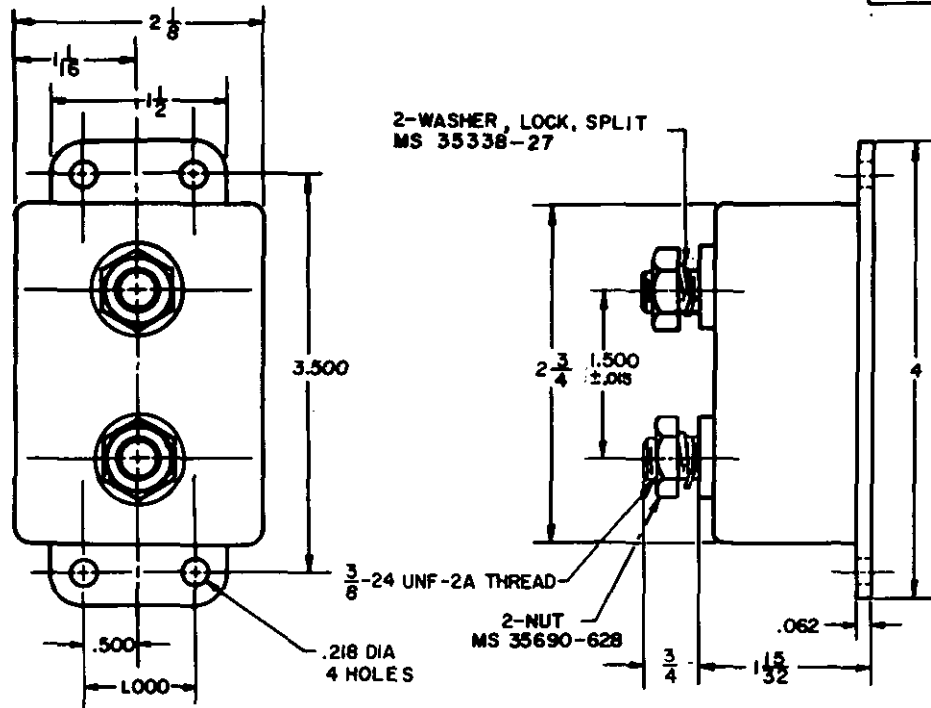 2 1/8
1 1/16
1 1/2
2-WASHER, LOCK, SPLIT
MS 35338-27
3.500
2 3/4
1.500
±.015
4
3/8-24 UNF-2A THREAD
2-NUT
MS 35690-628
.062
.500
.218 DIA
4 HOLES
3/4
1 15/32
1.000